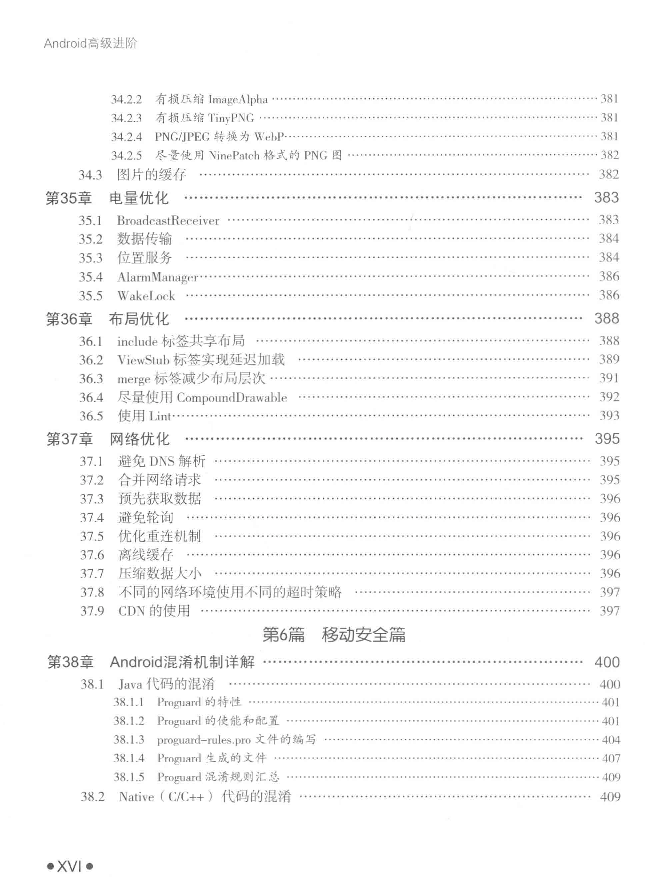 Android高级进阶
34.2.2 有损压缩 ImageAlpha ………… 381
34.2.3 有损压缩 TinyPNG ………… 381
34.2.4 PNG/JPEG 转换为 WebP ………… 381
34.2.5 尽量使用 NinePatch 格式的 PNG 图 ………… 382
34.3 图片的缓存 ………… 382
第35章 电量优化 ………… 383
35.1 BroadcastReceiver ………… 383
35.2 数据传输 ………… 384
35.3 位置服务 ………… 384
35.4 AlarmManager ………… 386
35.5 WakeLock ………… 386
第36章 布局优化 ………… 388
36.1 include 标签共享布局 ………… 388
36.2 ViewStub 标签实现延迟加载 ………… 389
36.3 merge 标签减少布局层次 ………… 391
36.4 尽量使用 CompoundDrawable ………… 392
36.5 使用 Lint ………… 393
第37章 网络优化 ………… 395
37.1 避免 DNS 解析 ………… 395
37.2 合并网络请求 ………… 395
37.3 预先获取数据 ………… 396
37.4 避免轮询 ………… 396
37.5 优化重连机制 ………… 396
37.6 离线缓存 ………… 396
37.7 压缩数据大小 ………… 396
37.8 不同的网络环境使用不同的超时策略 ………… 397
37.9 CDN 的使用 ………… 397
第6篇 移动安全篇
第38章 Android混淆机制详解 ………… 400
38.1 Java 代码的混淆 ………… 400
38.1.1 Proguard 的特性 ………… 401
38.1.2 Proguard 的使能和配置 ………… 401
38.1.3 proguard-rules.pro 文件的编写 ………… 404
38.1.4 Proguard 生成的文件 ………… 407
38.1.5 Proguard 混淆规则汇总 ………… 409
38.2 Native（C/C++）代码的混淆 ………… 409
●XVI●